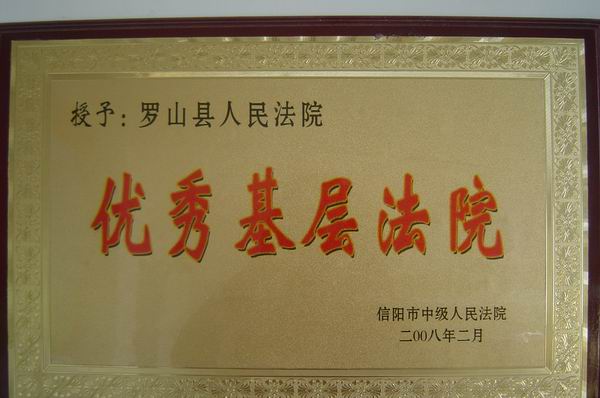 授予：罗山县人民法院
优秀基层法院
信阳市中级人民法院
二00八年二月